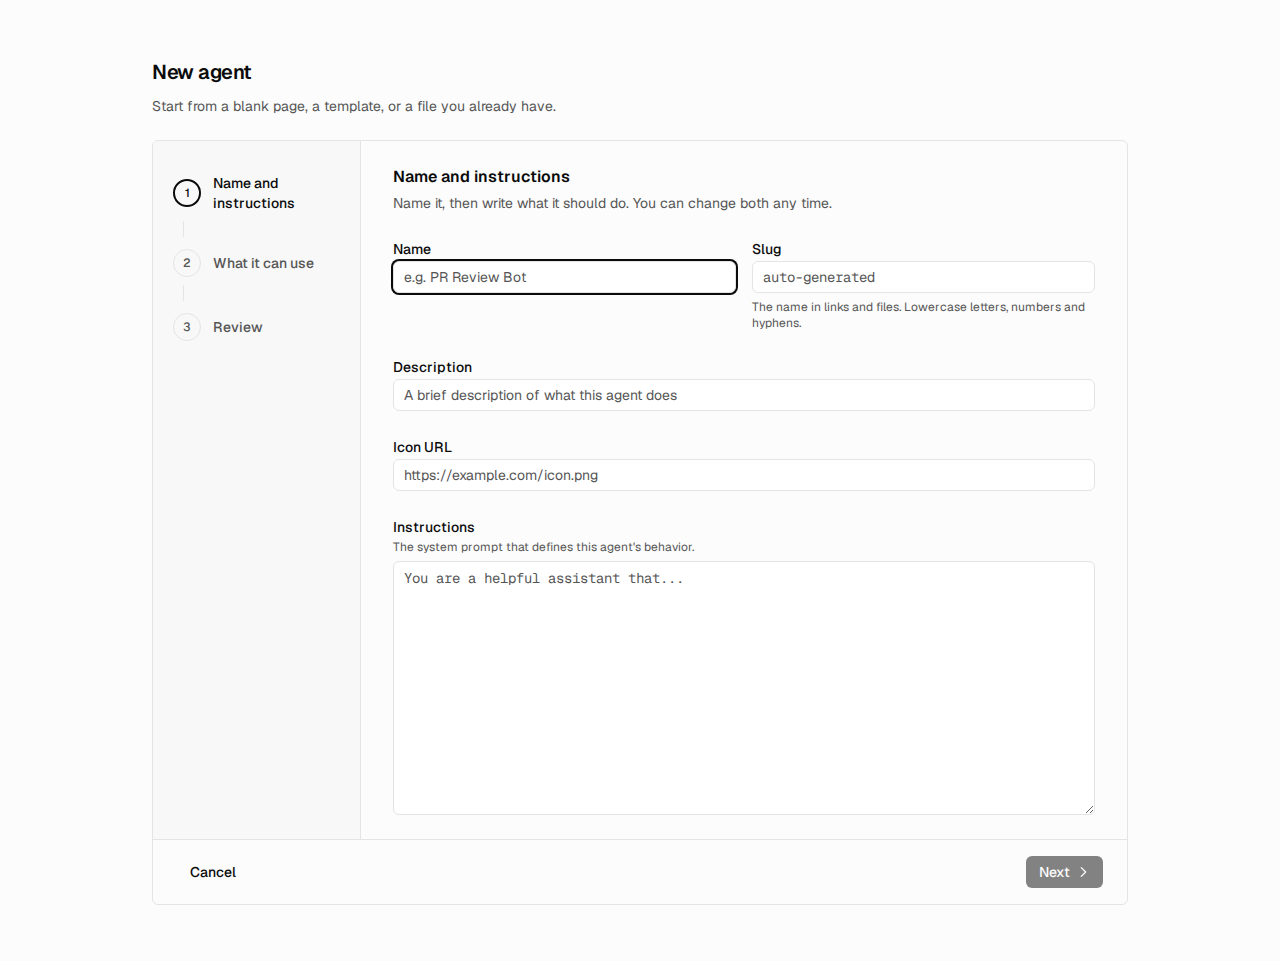 New agent
Start from a blank page, a template, or a file you already have.
1
Name and
instructions
2
What it can use
3
Review
Name and instructions
Name it, then write what it should do. You can change both any time.
Name
e.g. PR Review Bot
Slug
auto-generated
The name in links and files. Lowercase letters, numbers and
hyphens.
Description
A brief description of what this agent does
Icon URL
https://example.com/icon.png
Instructions
The system prompt that defines this agent's behavior.
You are a helpful assistant that...
Cancel
Next